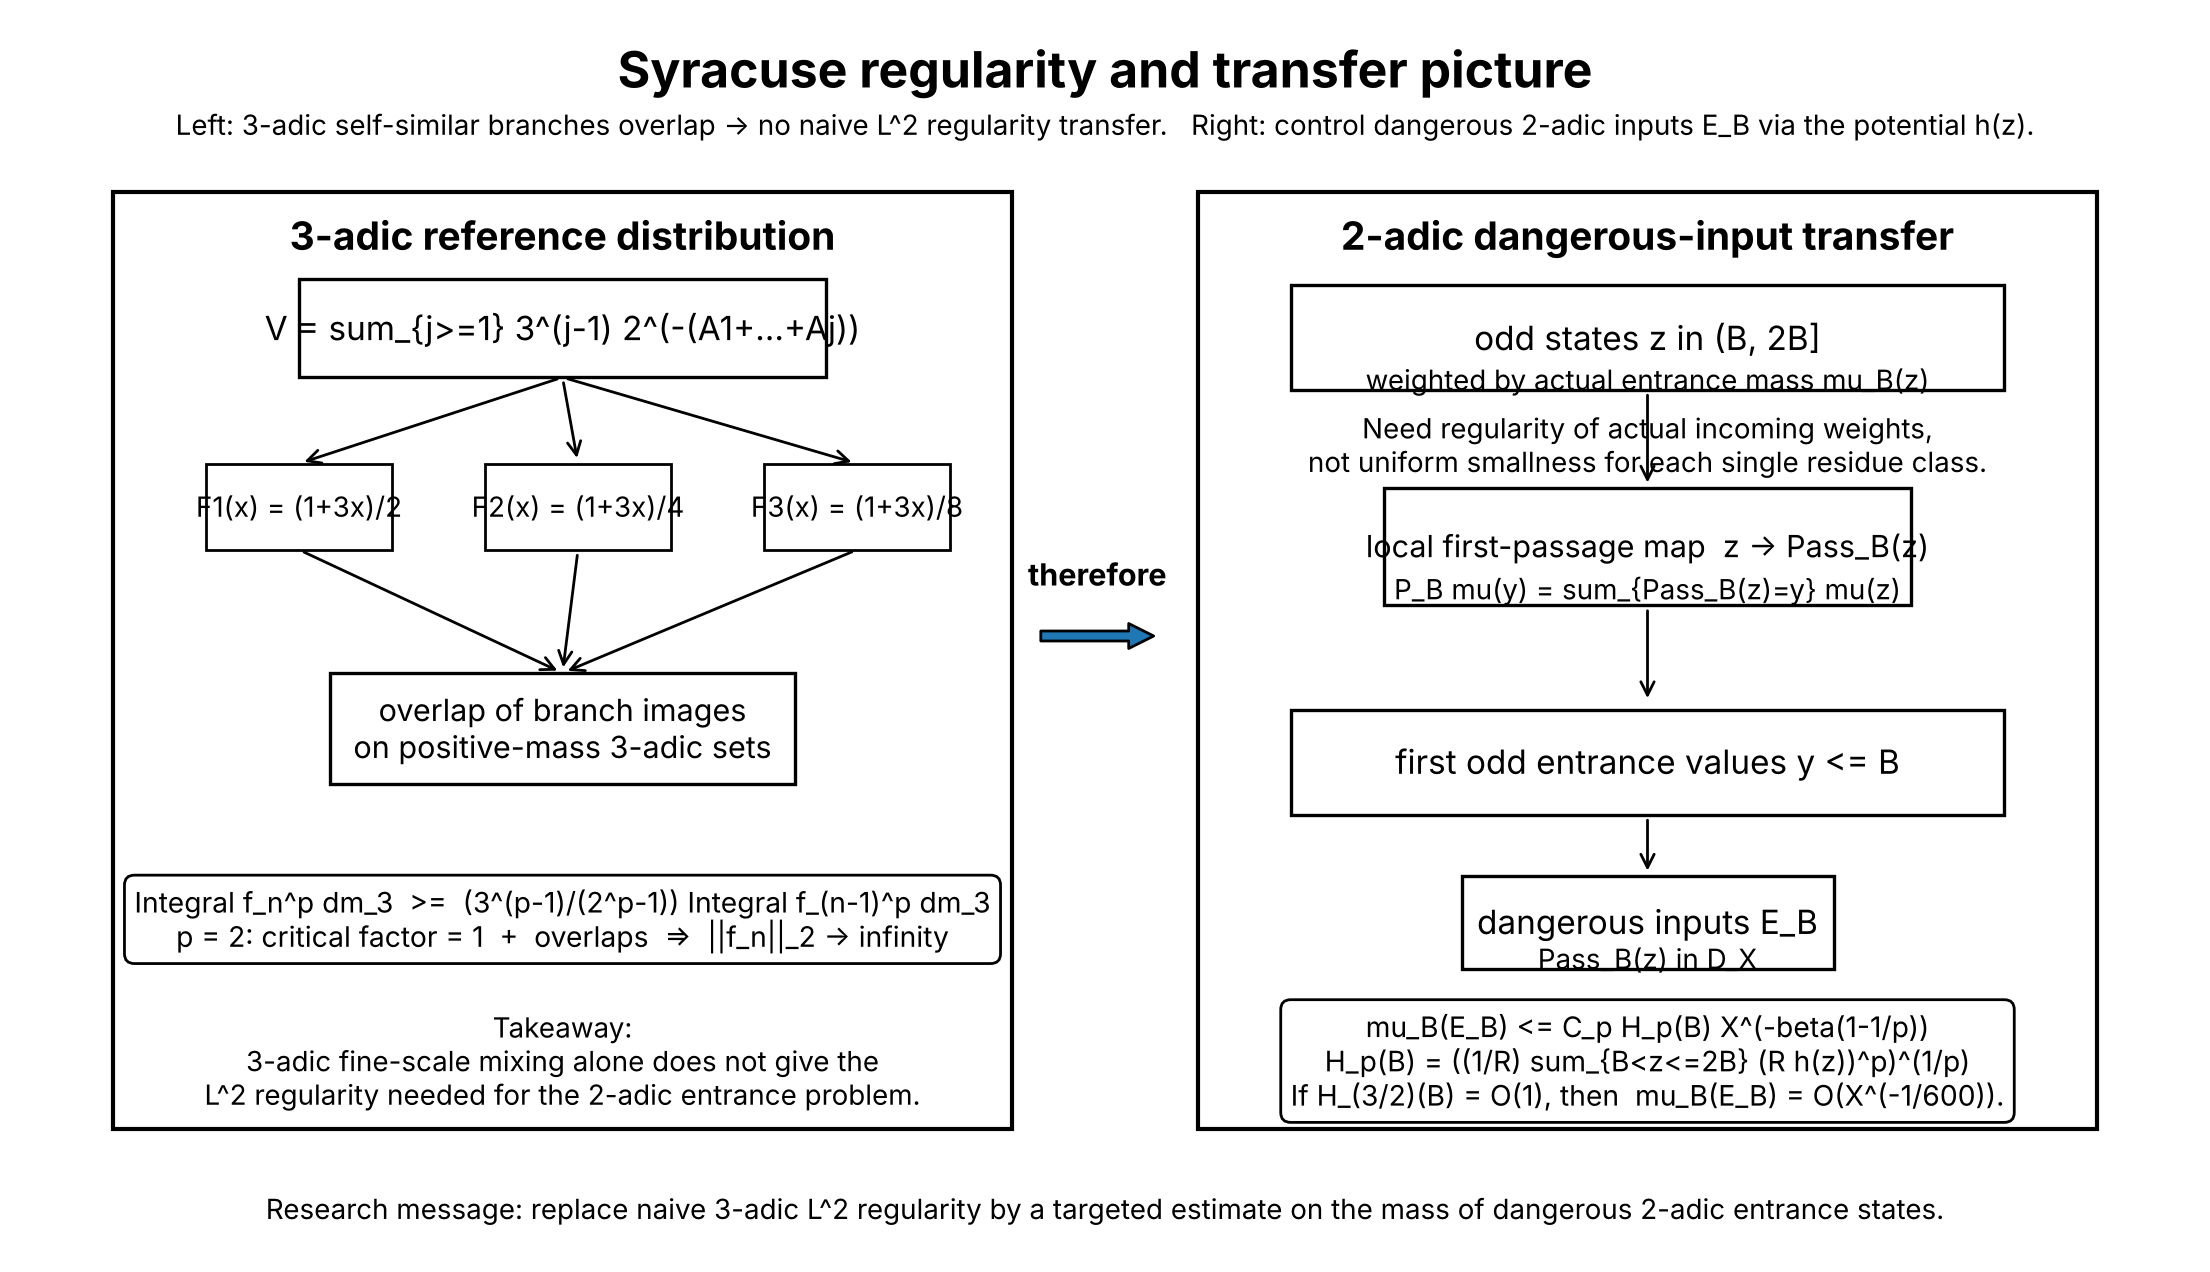 Syracuse regularity and transfer picture
Left: 3-adic self-similar branches overlap → no naive L^2 regularity transfer.   Right: control dangerous 2-adic inputs E_B via the potential h(z).
3-adic reference distribution
V = sum_{j>=1} 3^(j-1) 2^(-(A1+...+Aj))
F1(x) = (1+3x)/2
F2(x) = (1+3x)/4
F3(x) = (1+3x)/8
overlap of branch images
on positive-mass 3-adic sets
Integral f_n^p dm_3  >=  (3^(p-1)/(2^p-1)) Integral f_(n-1)^p dm_3
p = 2: critical factor = 1  +  overlaps  ⇒  ||f_n||_2 → infinity
Takeaway:
3-adic fine-scale mixing alone does not give the
L^2 regularity needed for the 2-adic entrance problem.
therefore
2-adic dangerous-input transfer
odd states z in (B, 2B]
weighted by actual entrance mass mu_B(z)
Need regularity of actual incoming weights,
not uniform smallness for each single residue class.
local first-passage map  z → Pass_B(z)
P_B mu(y) = sum_{Pass_B(z)=y} mu(z)
first odd entrance values y <= B
dangerous inputs E_B
Pass_B(z) in D_X
mu_B(E_B) <= C_p H_p(B) X^(-beta(1-1/p))
H_p(B) = ((1/R) sum_{B<z<=2B} (R h(z))^p)^(1/p)
If H_(3/2)(B) = O(1), then  mu_B(E_B) = O(X^(-1/600)).
Research message: replace naive 3-adic L^2 regularity by a targeted estimate on the mass of dangerous 2-adic entrance states.